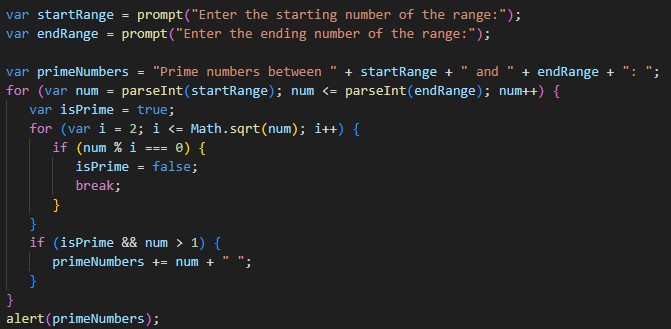 var startRange = prompt("Enter the starting number of the range:");
var endRange = prompt("Enter the ending number of the range:");

var primeNumbers = "Prime numbers between " + startRange + " and " + endRange + ": ";
for (var num = parseInt(startRange); num <= parseInt(endRange); num++) {
   var isPrime = true;
   for (var i = 2; i <= Math.sqrt(num); i++) {
      if (num % i === 0) {
         isPrime = false;
         break;
      }
   }
   if (isPrime && num > 1) {
      primeNumbers += num + " ";
   }
}
alert(primeNumbers);